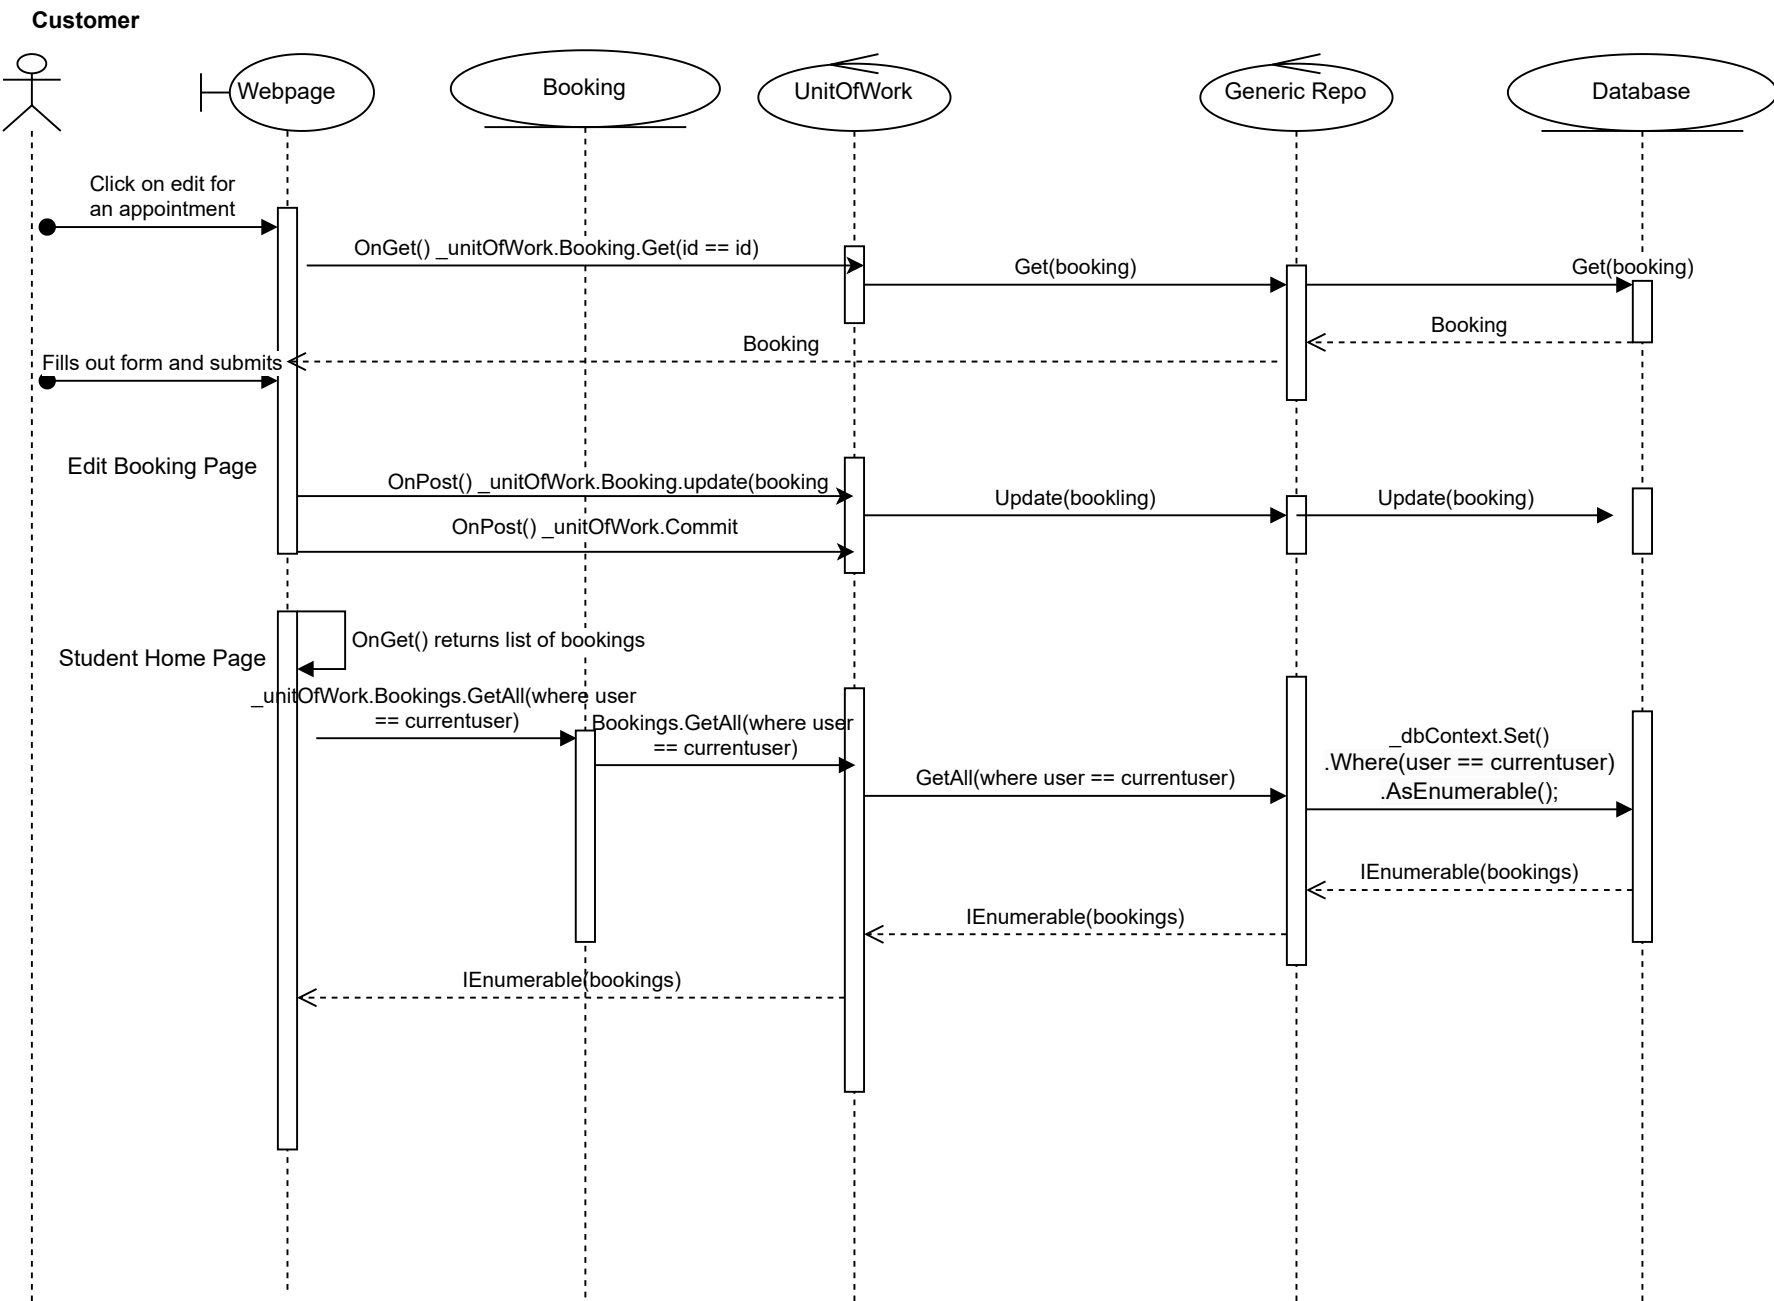 Customer
Webpage
Booking
UnitOfWork
Generic Repo
Database
Click on edit for
an appointment
OnGet() _unitOfWork.Booking.Get(id == id)
Get(booking)
Get(booking)
Booking
Booking
Fills out form and submits
Edit Booking Page
OnPost() _unitOfWork.Booking.update(booking
Update(bookling)
Update(booking)
OnPost() _unitOfWork.Commit
OnGet() returns list of bookings
Student Home Page
_unitOfWork.Bookings.GetAll(where user
== currentuser)
Bookings.GetAll(where user
== currentuser)
_dbContext.Set()
.Where(user == currentuser)
.AsEnumerable();
GetAll(where user == currentuser)
IEnumerable(bookings)
IEnumerable(bookings)
IEnumerable(bookings)